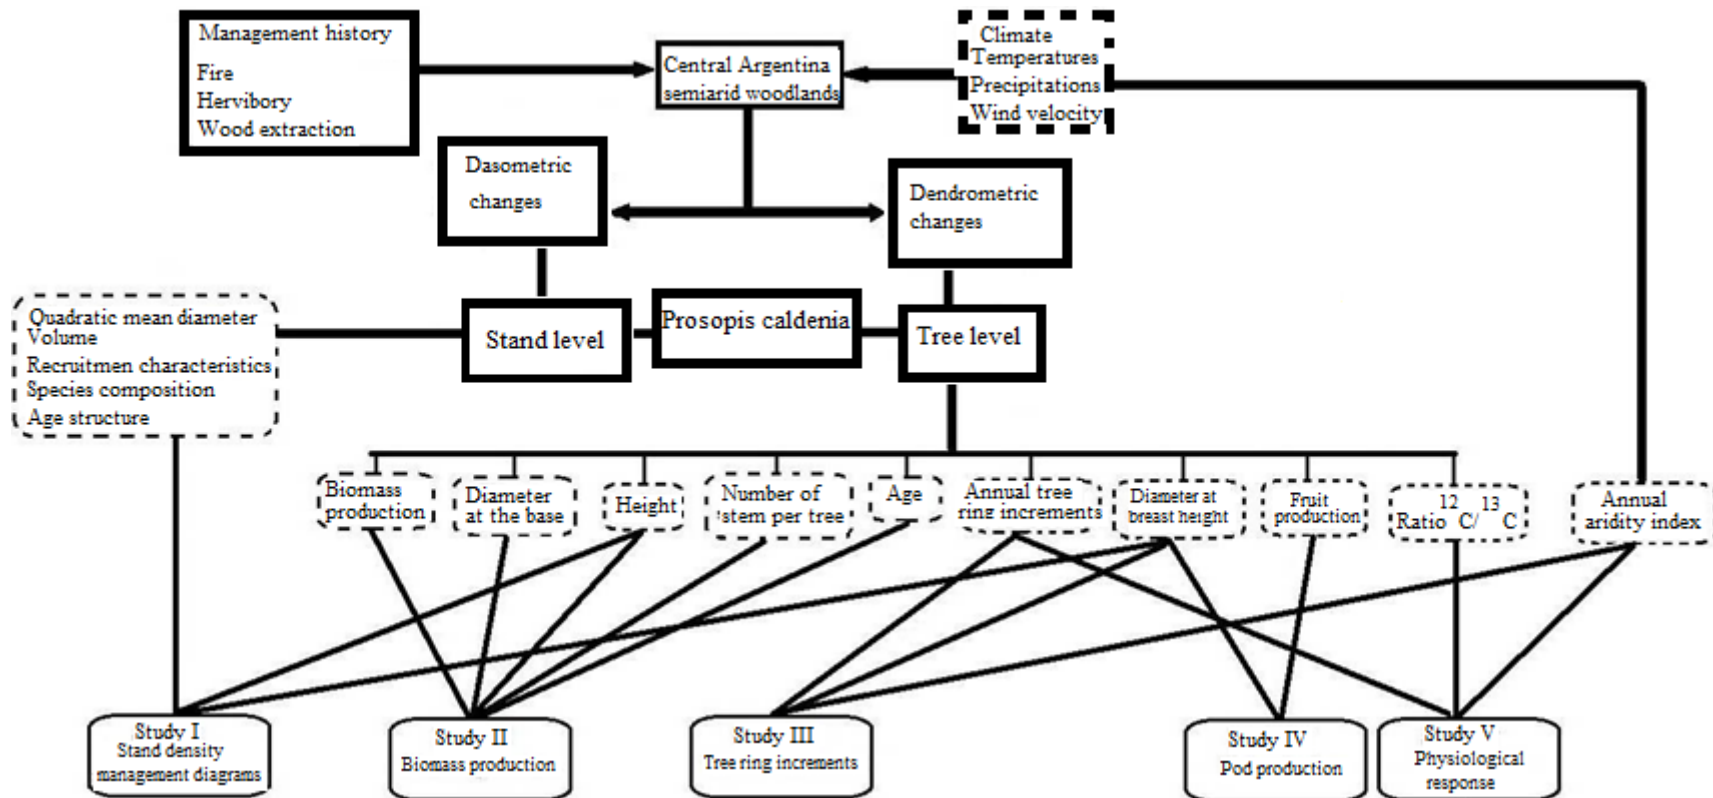 Management history
Fire
Hervibory
Wood extraction
Central Argentina
semiarid woodlands
Climate
Temperatures
Precipitations
Wind velocity
Dasometric
changes
Dendrometric
changes
Quadratic mean diameter
Volume
Recruitmen characteristics
Species composition
Age structure
Stand level
Prosopis caldenia
Tree level
Biomass
production
Diameter
at the base
Height
Number of
stem per tree
Age
Annual tree
ring increments
Diameter at
breast height
Fruit
production
Ratio 12C/ 13C
Annual
aridity index
Study I
Stand density
management diagrams
Study II
Biomass production
Study III
Tree ring increments
Study IV
Pod production
Study V
Physiological
response